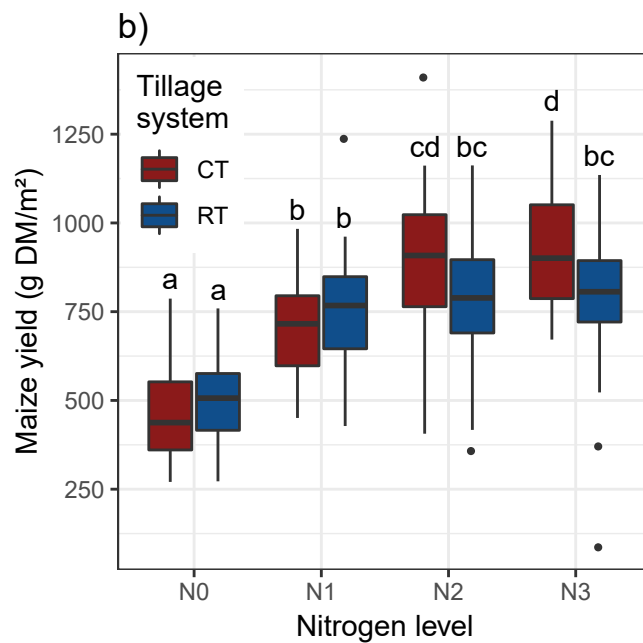 b)
Tillage
system
CT
RT
Maize yield (g DM/m²)
1250
1000
750
500
250
a
a
b
b
cd
bc
d
bc
N0
N1
N2
N3
Nitrogen level